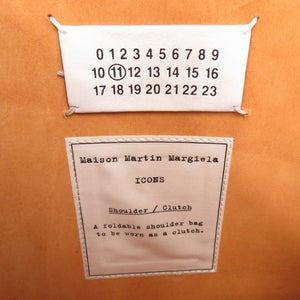 0 1 2 3 4 5 6 7 8 9
10 11 12 13 14 15 16
17 18 19 20 21 22 23
Maison Martin Margiela
ICONS
Shoulder / Clutch
A foldable shoulder bag
to be worn as a clutch.